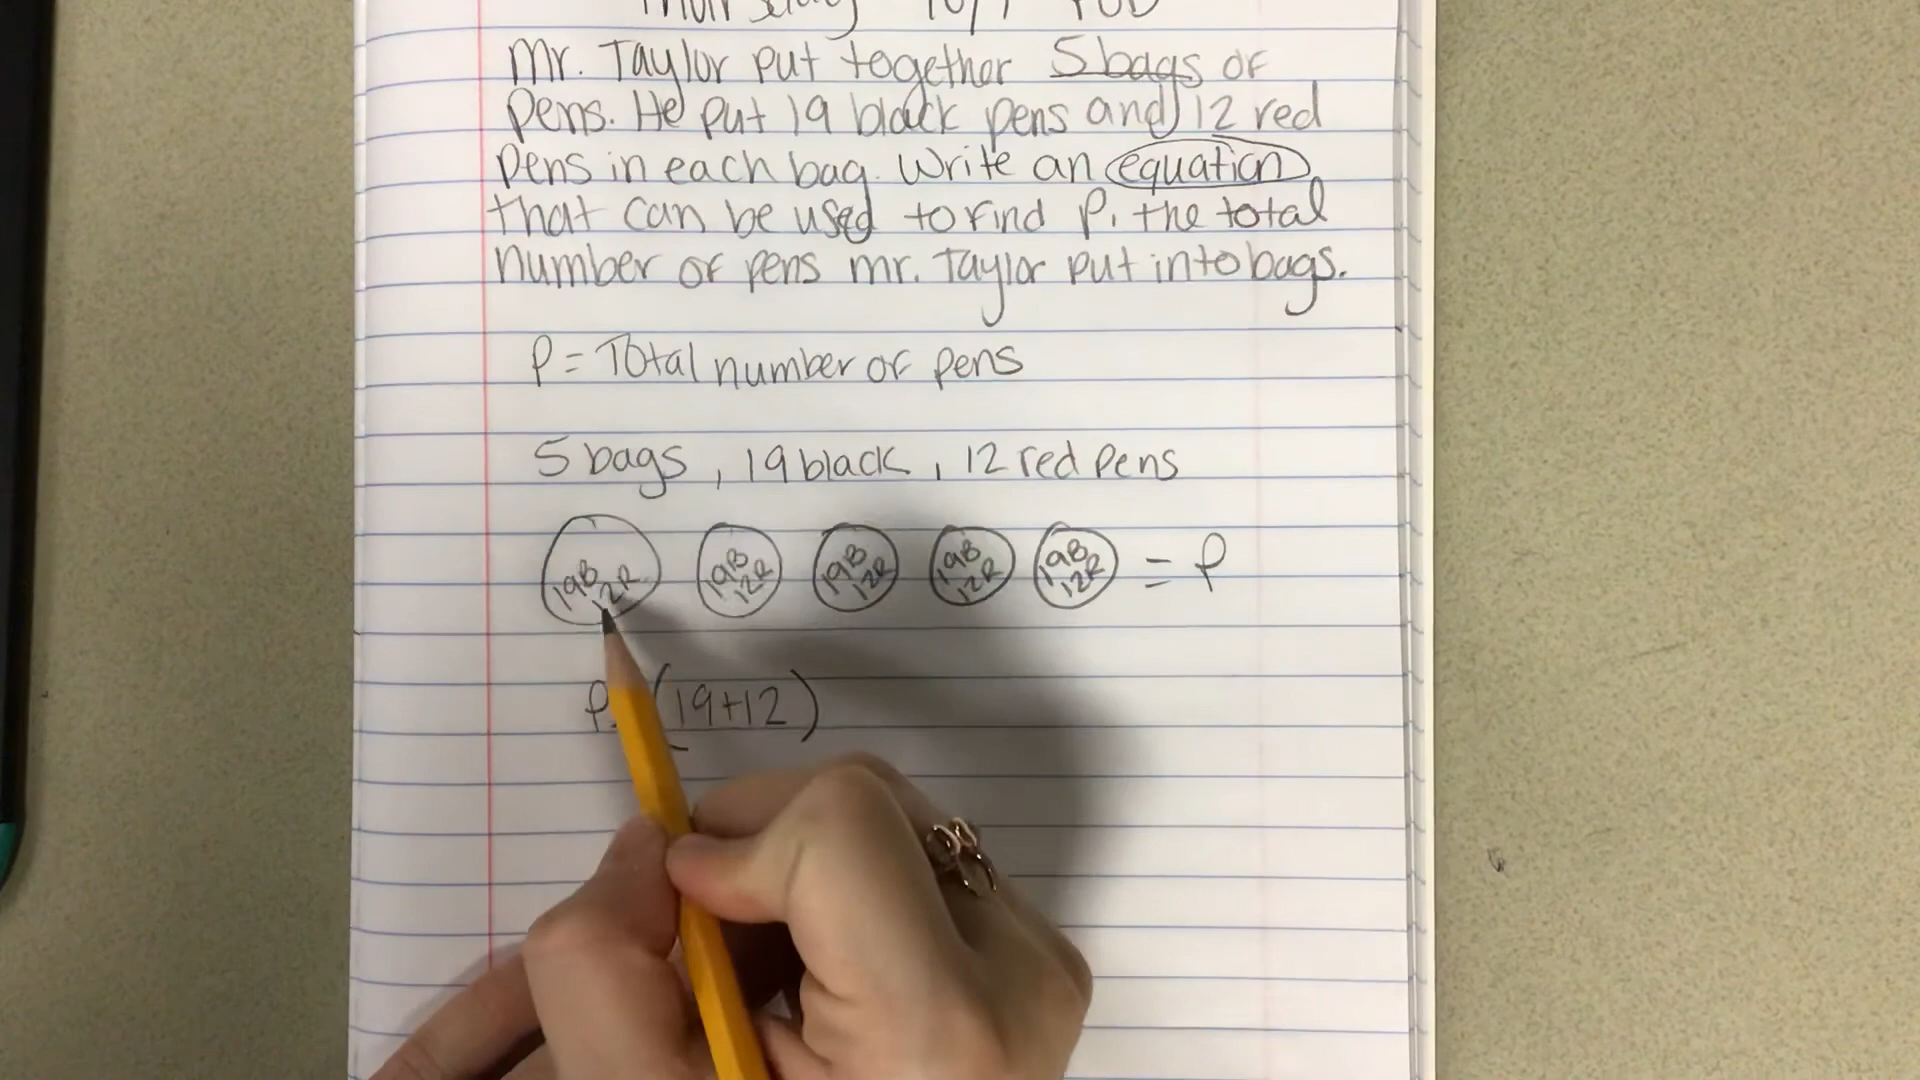 Mr. Taylor put together 5 bags of
pens. He put 19 black pens and 12 red
pens in each bag. Write an equation
that can be used to find P, the total
number of pens Mr. Taylor put into bags.
P = Total number of pens
5 bags, 19 black, 12 red pens
19B 12R 19B 12R 19B 12R 19B 12R 19B 12R = P
P (19+12)